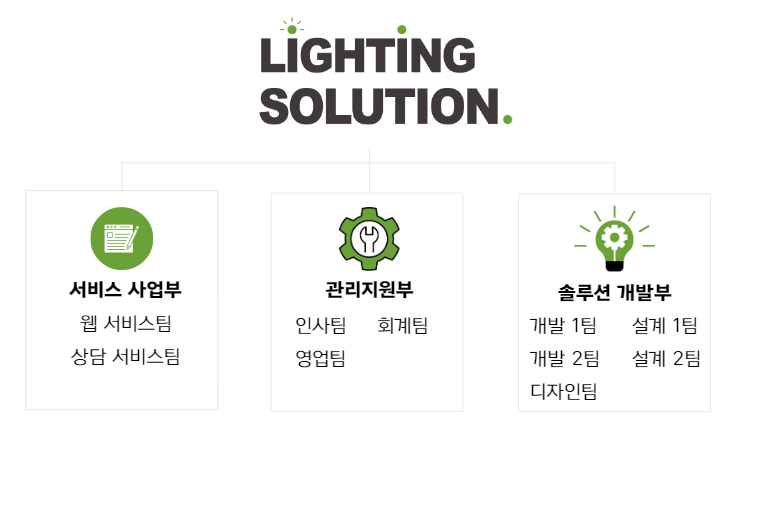 LIGHTING
SOLUTION.
서비스 사업부
웹 서비스팀
상담 서비스팀
관리지원부
인사팀 회계팀
영업팀
솔루션 개발부
개발 1팀 설계 1팀
개발 2팀 설계 2팀
디자인팀